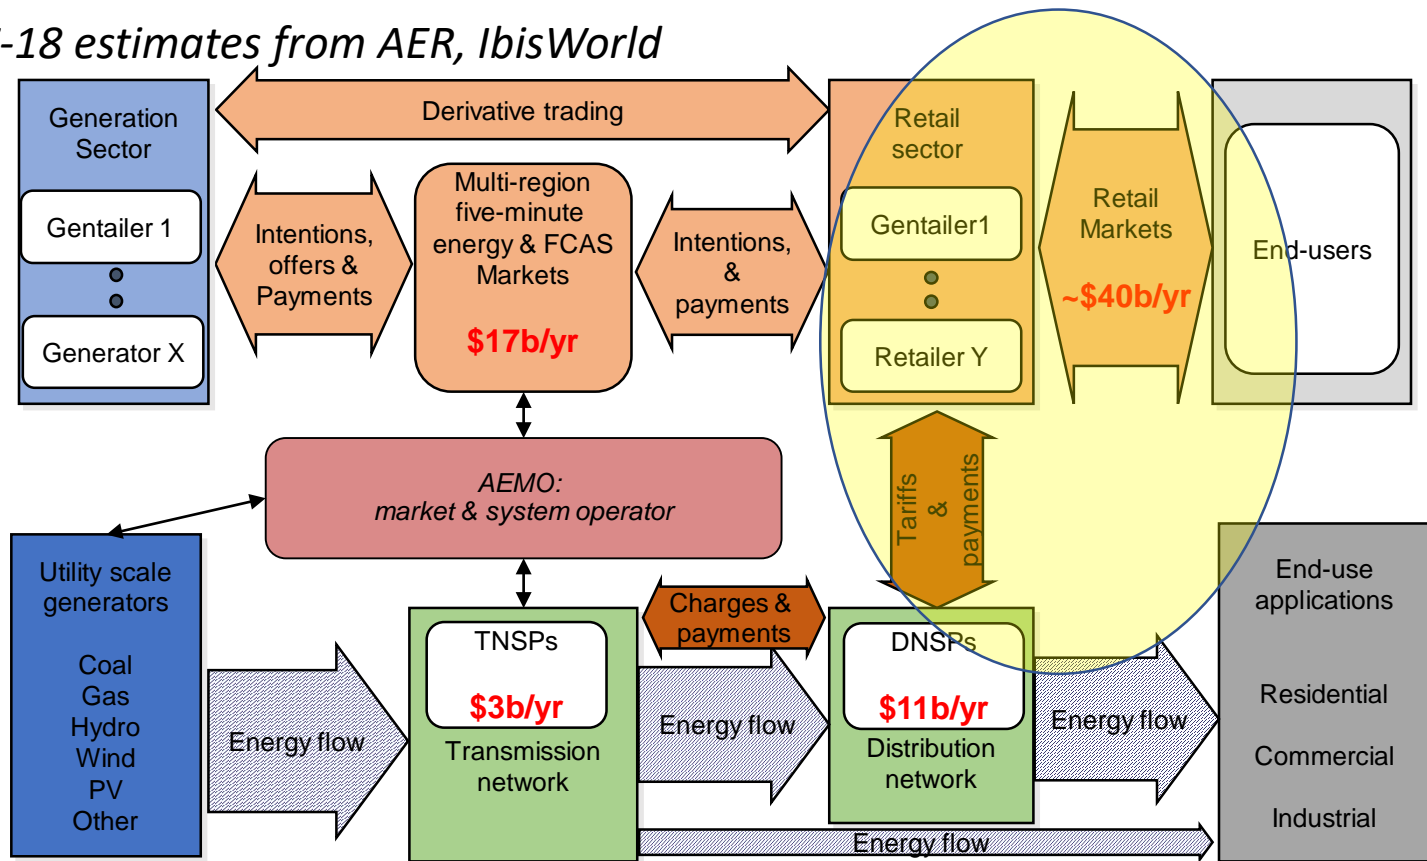 -18 estimates from AER, IbisWorld
Generation
Sector
Gentailer 1
Generator X
Derivative trading
Intentions,
offers &
Payments
Multi-region
five-minute
energy & FCAS
Markets
$17b/yr
Intentions,
&
payments
Retail
sector
Gentailer1
Retailer Y
Retail
Markets
~$40b/yr
End-users
AEMO:
market & system operator
Tariffs
&
payments
Utility scale
generators
Coal
Gas
Hydro
Wind
PV
Other
Energy flow
TNSPs
$3b/yr
Transmission
network
Charges &
payments
Energy flow
DNSPs
$11b/yr
Distribution
network
Energy flow
Energy flow
End-use
applications
Residential
Commercial
Industrial